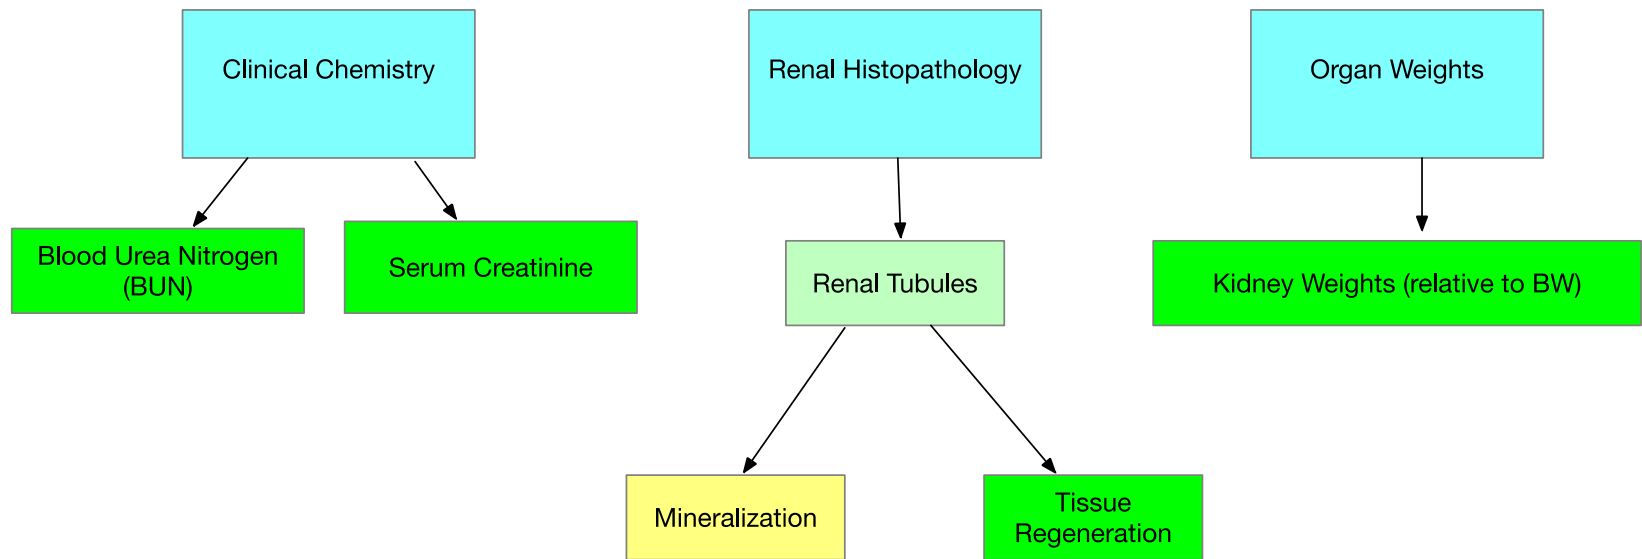 Clinical Chemistry
Renal Histopathology
Organ Weights
Blood Urea Nitrogen
(BUN)
Serum Creatinine
Renal Tubules
Kidney Weights (relative to BW)
Mineralization
Tissue
Regeneration